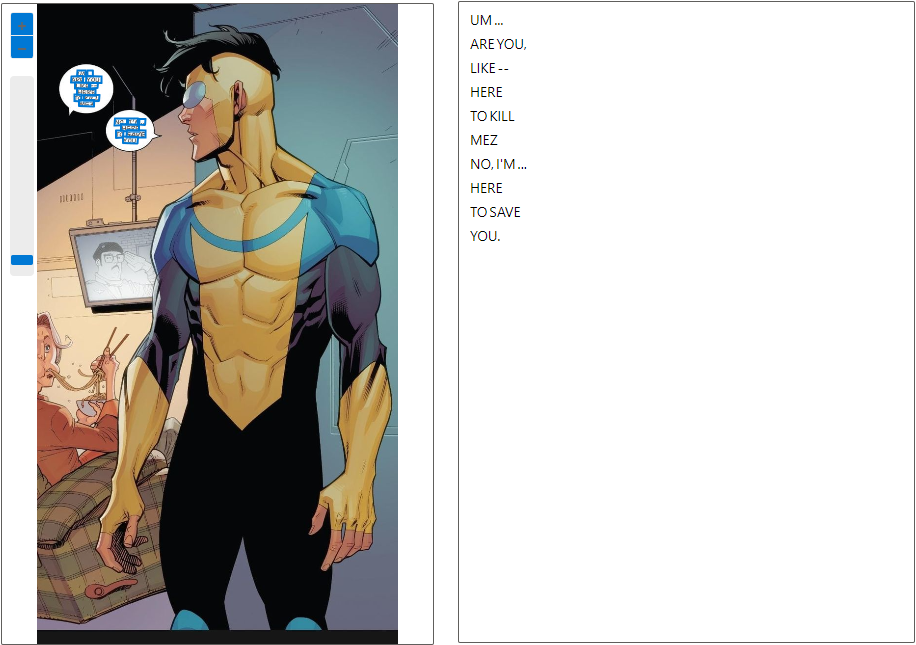 UM ...
ARE YOU,
LIKE --
HERE
TO KILL
MEZ
NO, I'M ...
HERE
TO SAVE
YOU.